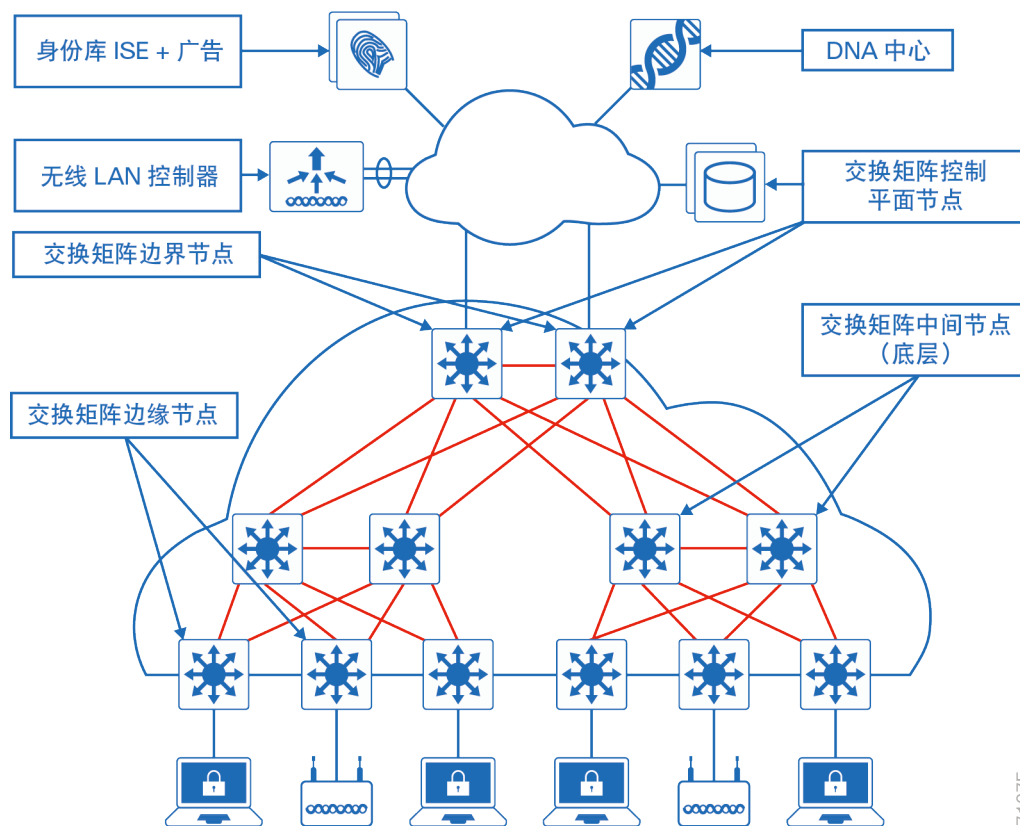 身份库 ISE + 广告
DNA 中心
无线 LAN 控制器
交换矩阵控制
平面节点
交换矩阵边界节点
交换矩阵中间节点
（底层）
交换矩阵边缘节点